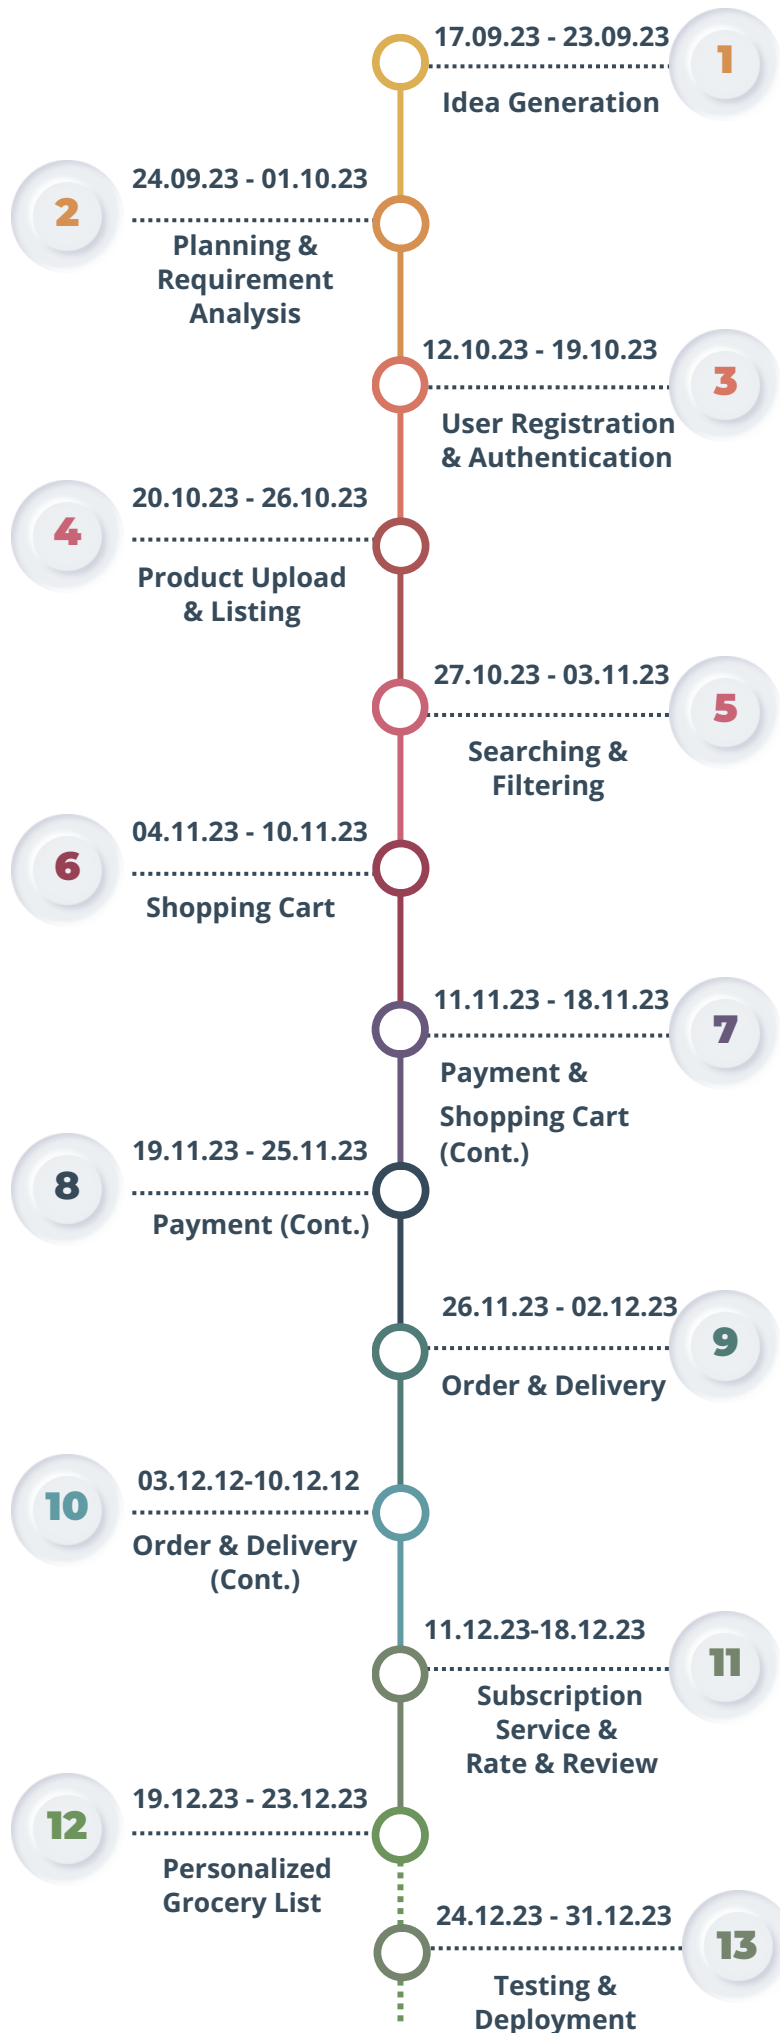 17.09.23 - 23.09.23
1
Idea Generation
24.09.23 - 01.10.23
2
Planning &
Requirement
Analysis
12.10.23 - 19.10.23
3
User Registration
& Authentication
20.10.23 - 26.10.23
4
Product Upload
& Listing
27.10.23 - 03.11.23
5
Searching &
Filtering
04.11.23 - 10.11.23
6
Shopping Cart
11.11.23 - 18.11.23
7
Payment &
Shopping Cart
(Cont.)
19.11.23 - 25.11.23
8
Payment (Cont.)
26.11.23 - 02.12.23
9
Order & Delivery
03.12.12-10.12.12
10
Order & Delivery
(Cont.)
11.12.23-18.12.23
11
Subscription
Service &
Rate & Review
19.12.23 - 23.12.23
12
Personalized
Grocery List
24.12.23 - 31.12.23
13
Testing &
Deployment